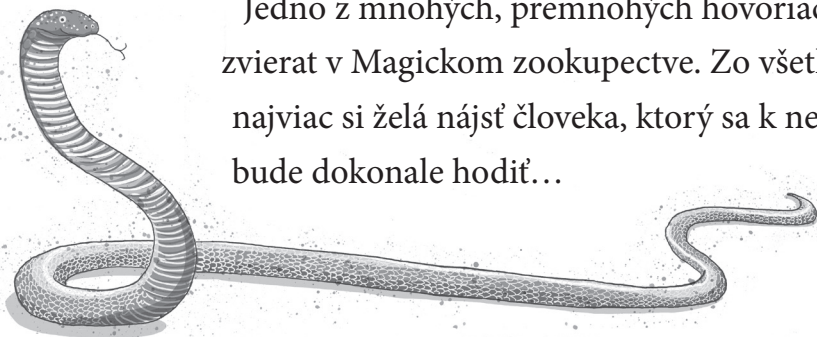 Jedno z mnohých, premnohých
zvierat v Magickom zookupectve. Zo
najviac si želá nájsť človeka, ktorý sa k
bude dokonale hodiť…